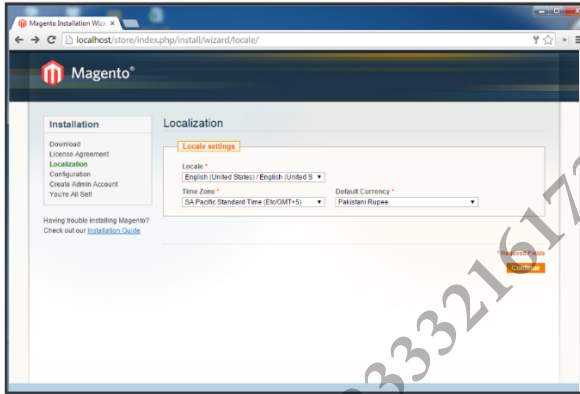 Magento Installation Wiza
localhost/store/index.php/install/wizard/locale/
Magento®
Installation
Download
License Agreement
Localization
Configuration
Create Admin Account
You're All Set!
Having trouble installing Magento?
Check out our Installation Guide
Localization
Locale settings
Locale *
English (United States) / English (United S
Time Zone *
SA Pacific Standard Time (Etc/GMT+5)
Default Currency *
Pakistani Rupee
* Required Fields
Continue
0333321617